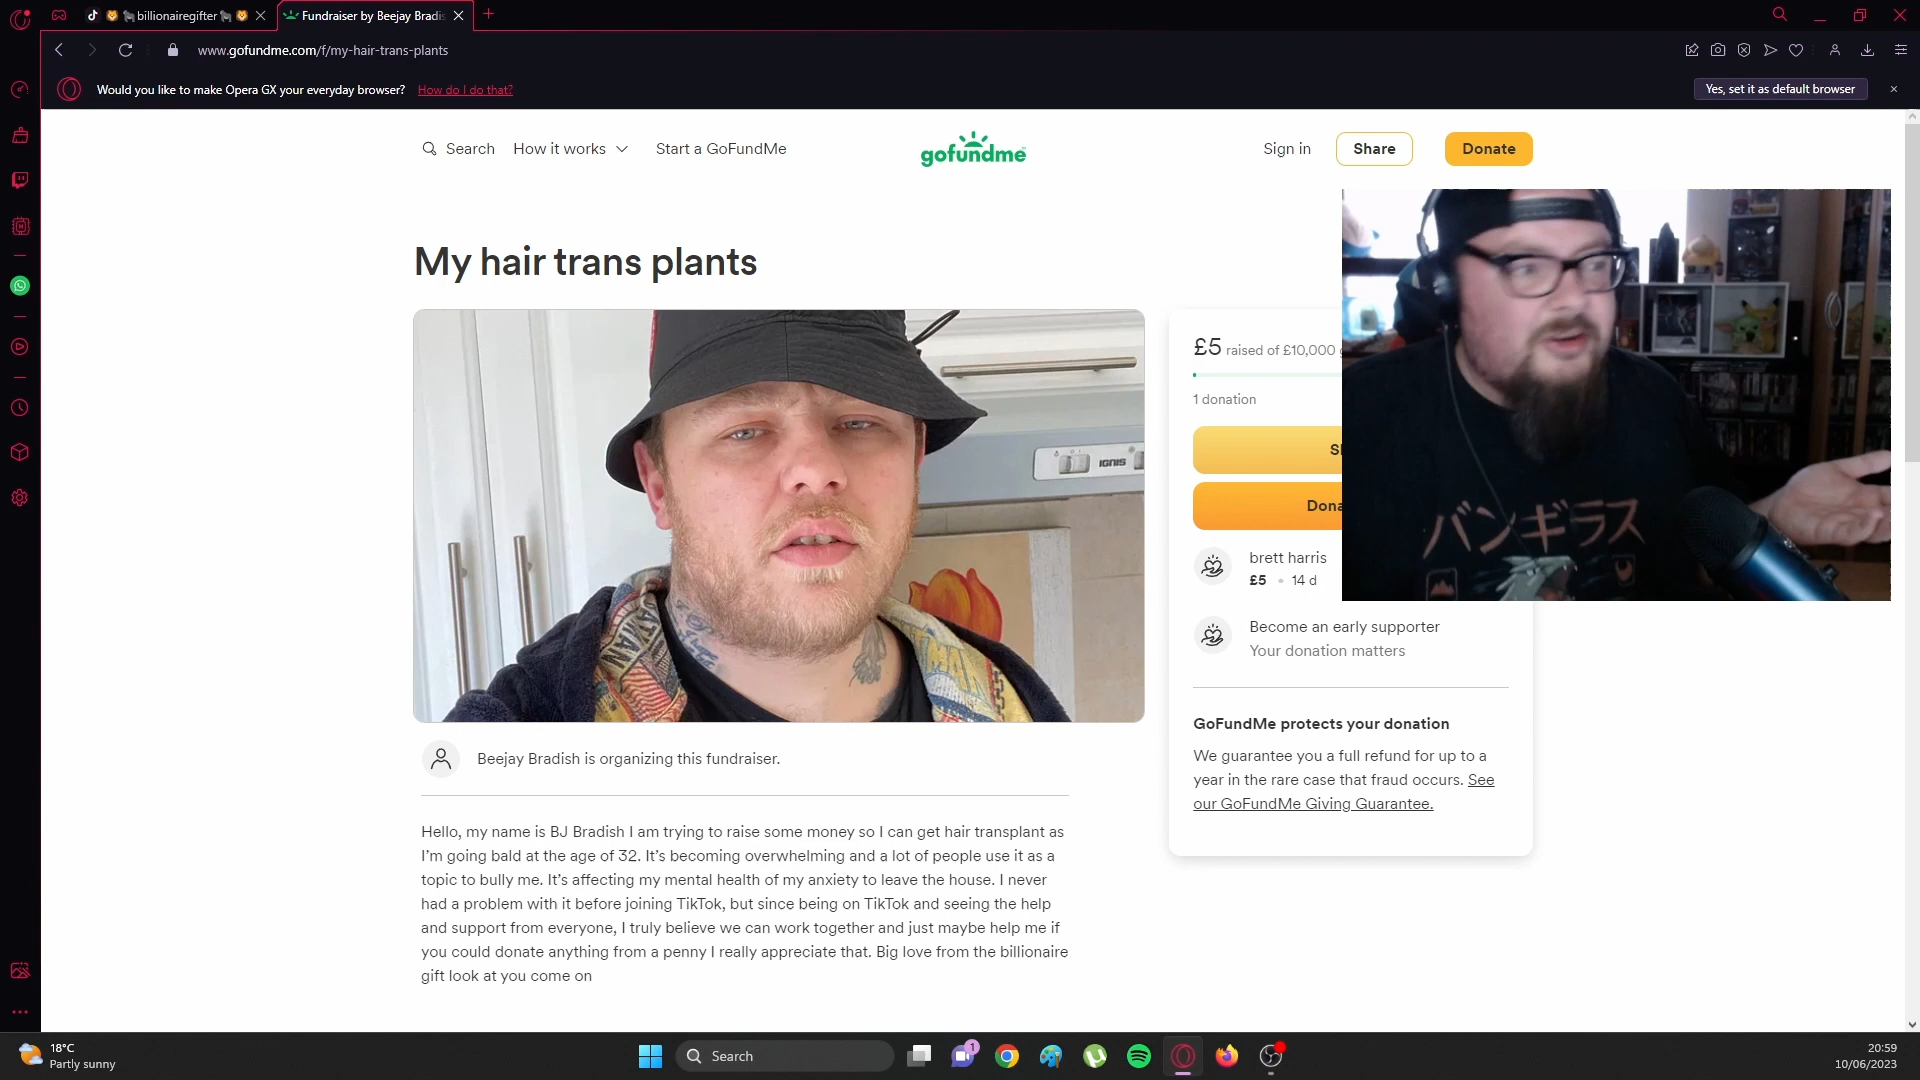 billionairegifter
Fundraiser by Beejay Bradis
www.gofundme.com/f/my-hair-trans-plants
Would you like to make Opera GX your everyday browser? How do I do that?
Yes, set it as default browser
Search
How it works
Start a GoFundMe
gofundme
Sign in
Share
Donate
My hair trans plants
IGNIS
£5 raised of £10,000
1 donation
brett harris
£5 • 14 d
Become an early supporter
Your donation matters
GoFundMe protects your donation
We guarantee you a full refund for up to a
year in the rare case that fraud occurs. See
our GoFundMe Giving Guarantee.
バンギラス
Beejay Bradish is organizing this fundraiser.
Hello, my name is BJ Bradish I am trying to raise some money so I can get hair transplant as
I'm going bald at the age of 32. It's becoming overwhelming and a lot of people use it as a
topic to bully me. It's affecting my mental health of my anxiety to leave the house. I never
had a problem with it before joining TikTok, but since being on TikTok and seeing the help
and support from everyone, I truly believe we can work together and just maybe help me if
you could donate anything from a penny I really appreciate that. Big love from the billionaire
gift look at you come on
18°C
Partly sunny
Search
1
20:59
10/06/2023